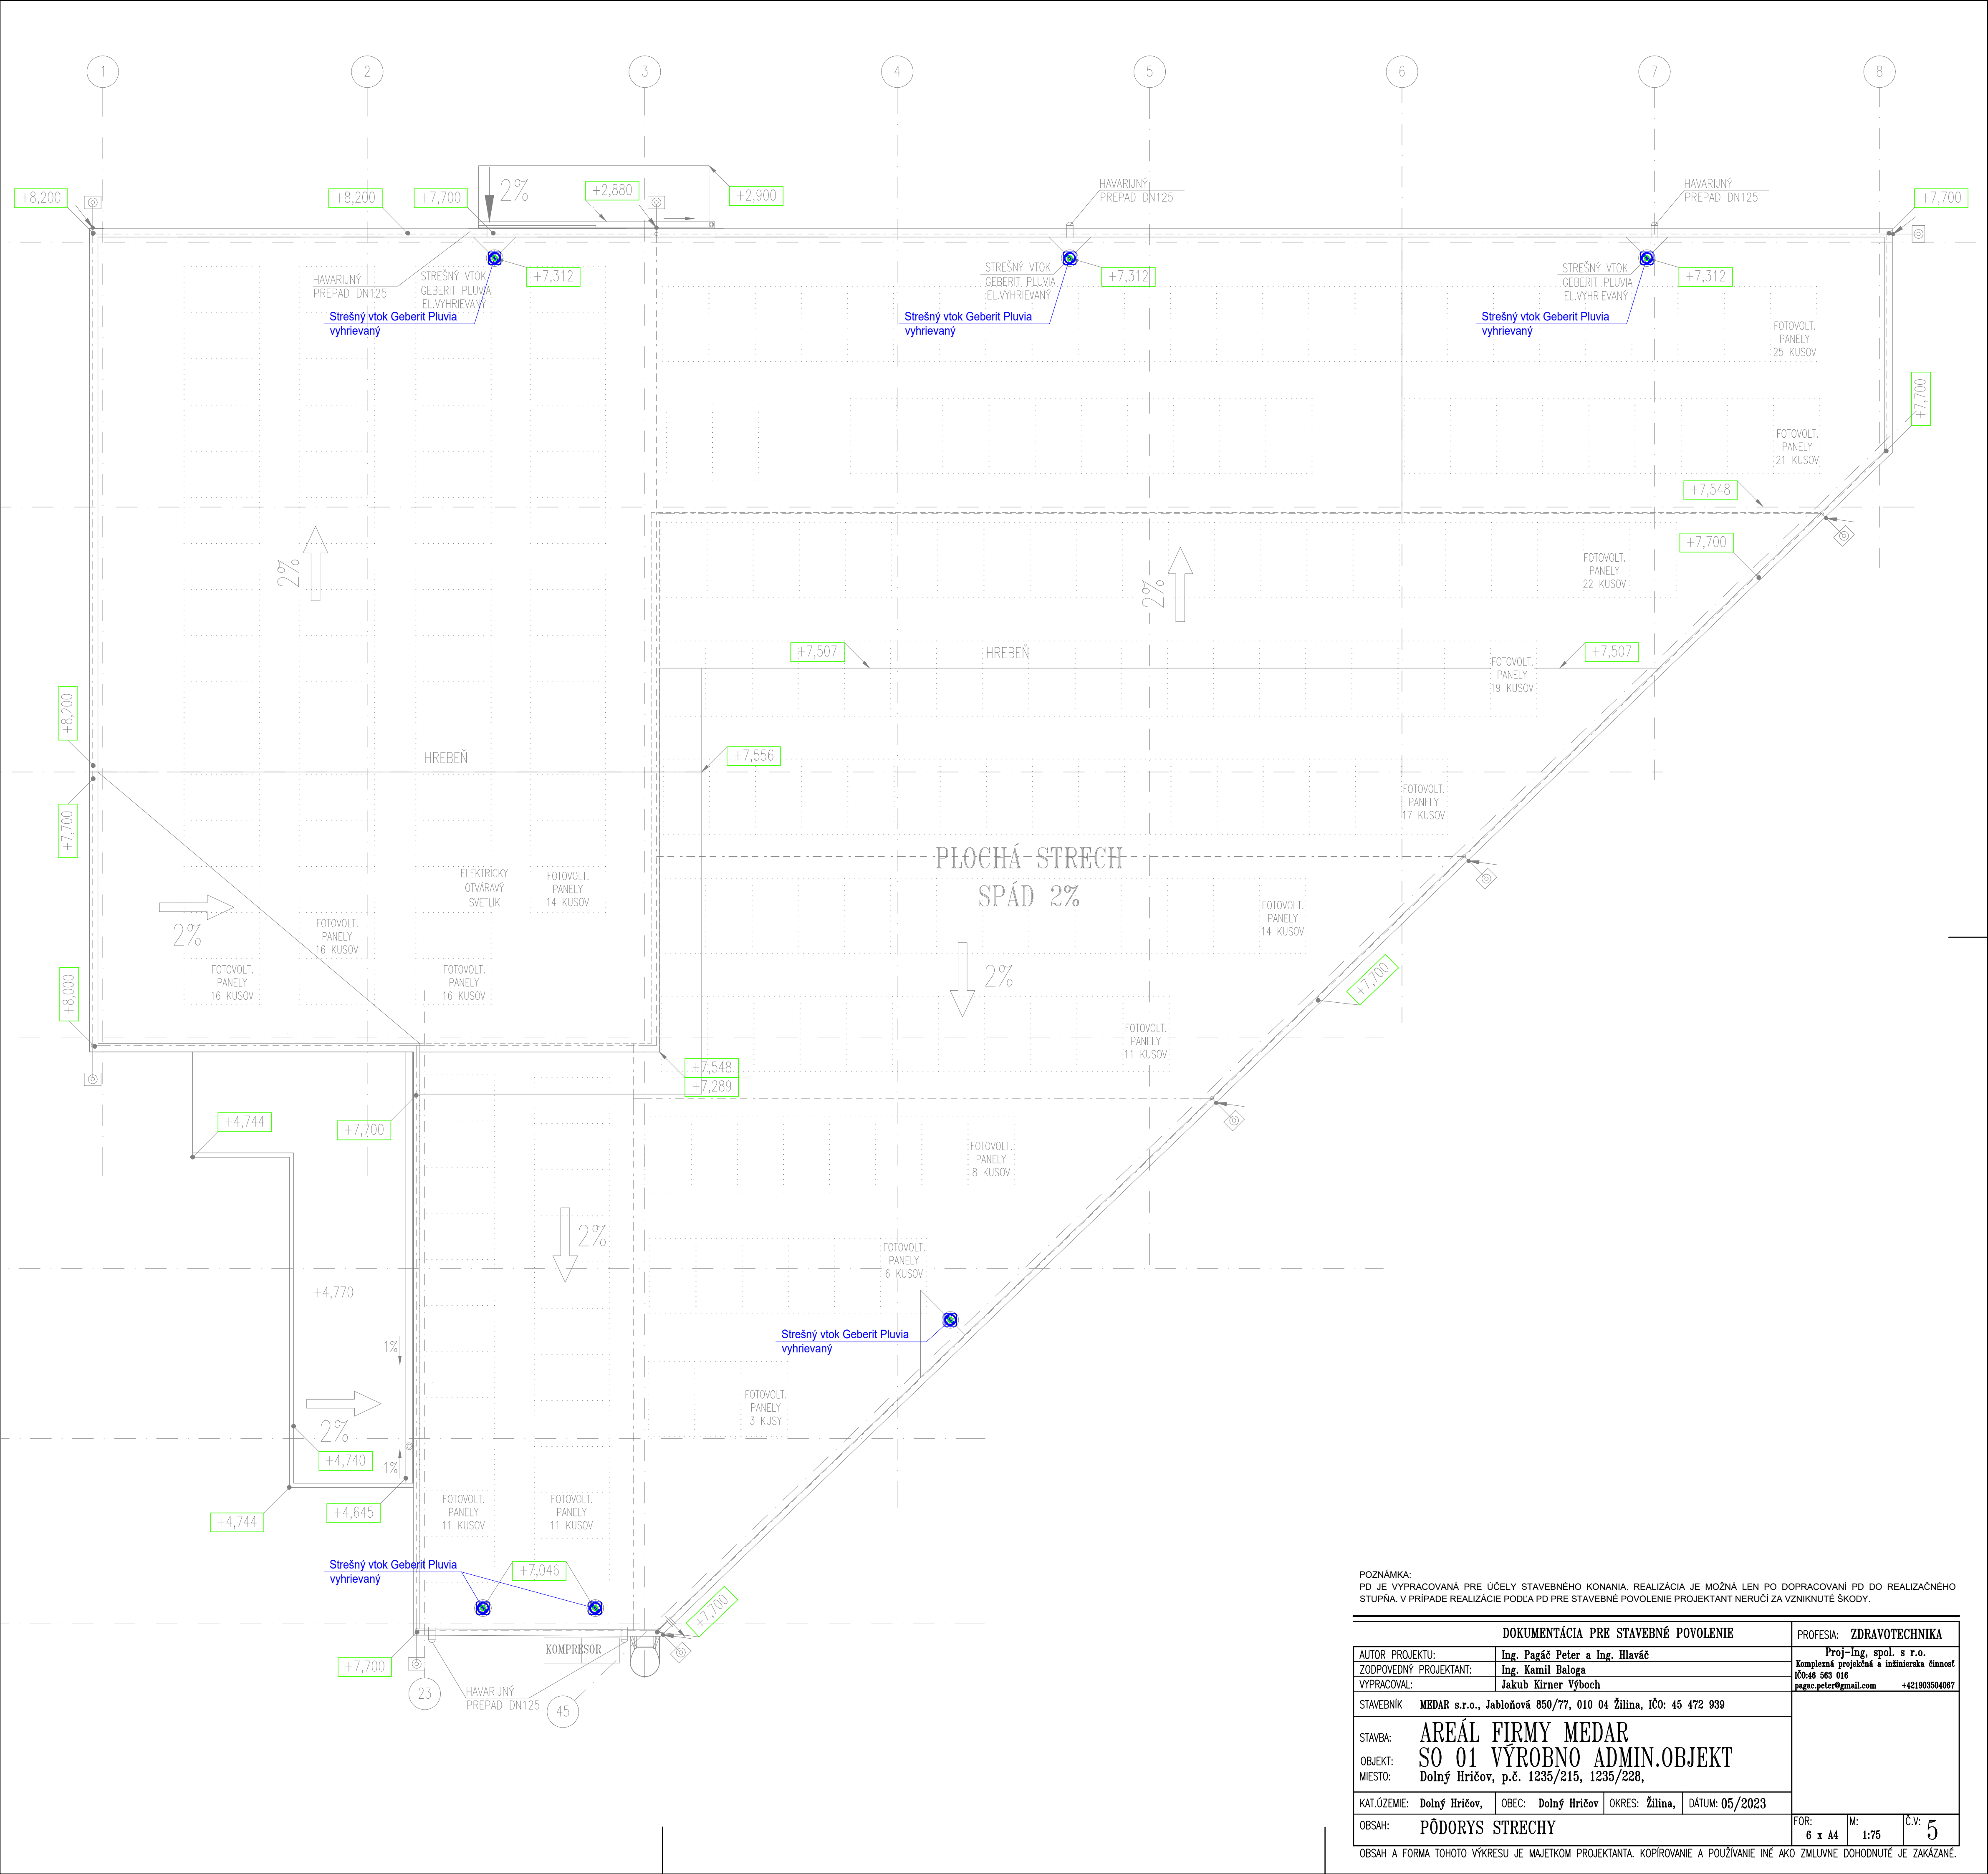 1
2
3
4
5
6
7
8
+8,200
+8,200
+7,700
2%
+2,880
+2,900
HAVARIJNÝ
PREPAD DN125
HAVARIJNÝ
PREPAD DN125
+7,700
HAVARIJNÝ
PREPAD DN125
STREŠNÝ VTOK
GEBERIT PLUVIA
EL.VYHRIEVANÝ
+7,312
STREŠNÝ VTOK
GEBERIT PLUVIA
EL.VYHRIEVANÝ
+7,312
STREŠNÝ VTOK
GEBERIT PLUVIA
EL.VYHRIEVANÝ
+7,312
Strešný vtok Geberit Pluvia
vyhrievaný
Strešný vtok Geberit Pluvia
vyhrievaný
Strešný vtok Geberit Pluvia
vyhrievaný
FOTOVOLT.
PANELY
25 KUSOV
+7,700
FOTOVOLT.
PANELY
21 KUSOV
+7,548
+7,700
2%
2%
FOTOVOLT.
PANELY
22 KUSOV
+7,507
HREBEŇ
+7,507
FOTOVOLT.
PANELY
19 KUSOV
+8,200
HREBEŇ
+7,556
+7,700
FOTOVOLT.
PANELY
17 KUSOV
PLOCHÁ STRECH
SPÁD 2%
ELEKTRICKY
OTVÁRAVÝ
SVETLÍK
FOTOVOLT.
PANELY
14 KUSOV
2%
FOTOVOLT.
PANELY
16 KUSOV
FOTOVOLT.
PANELY
14 KUSOV
FOTOVOLT.
PANELY
16 KUSOV
FOTOVOLT.
PANELY
16 KUSOV
2%
+7,700
+8,000
FOTOVOLT.
PANELY
11 KUSOV
+7,548
+7,289
+4,744
+7,700
FOTOVOLT.
PANELY
8 KUSOV
2%
FOTOVOLT.
PANELY
6 KUSOV
+4,770
1%
Strešný vtok Geberit Pluvia
vyhrievaný
FOTOVOLT.
PANELY
3 KUSY
2%
+4,740
1%
+4,744
+4,645
FOTOVOLT.
PANELY
11 KUSOV
FOTOVOLT.
PANELY
11 KUSOV
Strešný vtok Geberit Pluvia
vyhrievaný
+7,046
+7,700
KOMPRESOR
+7,700
23
HAVARIJNÝ
PREPAD DN125
45
POZNÁMKA:
PD JE VYPRACOVANÁ PRE ÚČELY STAVEBNÉHO KONANIA. REALIZÁCIA JE MOŽNÁ LEN PO DOPRACOVANÍ PD DO REALIZAČNÉHO
STUPŇA. V PRÍPADE REALIZÁCIE PODĽA PD PRE STAVEBNÉ POVOLENIE PROJEKTANT NERUČÍ ZA VZNIKNUTÉ ŠKODY.
DOKUMENTÁCIA PRE STAVEBNÉ POVOLENIE
PROFESIA: ZDRAVOTECHNIKA
AUTOR PROJEKTU: Ing. Pagáč Peter a Ing. Hlaváč
ZODPOVEDNÝ PROJEKTANT: Ing. Kamil Baloga
VYPRACOVAL: Jakub Kirner Výboch
Proj-Ing, spol. s r.o.
Komplexná projekčná a inžinierska činnosť
IČO:46 563 016
pagac.peter@gmail.com +421903504067
STAVEBNÍK MEDAR s.r.o., Jabloňová 850/77, 010 04 Žilina, IČO: 45 472 939
STAVBA: AREÁL FIRMY MEDAR
OBJEKT: SO 01 VÝROBNO ADMIN.OBJEKT
MIESTO: Dolný Hričov, p.č. 1235/215, 1235/228,
KAT.ÚZEMIE: Dolný Hričov, OBEC: Dolný Hričov OKRES: Žilina, DÁTUM: 05/2023
OBSAH: PÔDORYS STRECHY
FOR: 6 x A4 M: 1:75 Č.V: 5
OBSAH A FORMA TOHOTO VÝKRESU JE MAJETKOM PROJEKTANTA. KOPÍROVANIE A POUŽÍVANIE INÉ AKO ZMLUVNE DOHODNUTÉ JE ZAKÁZANÉ.